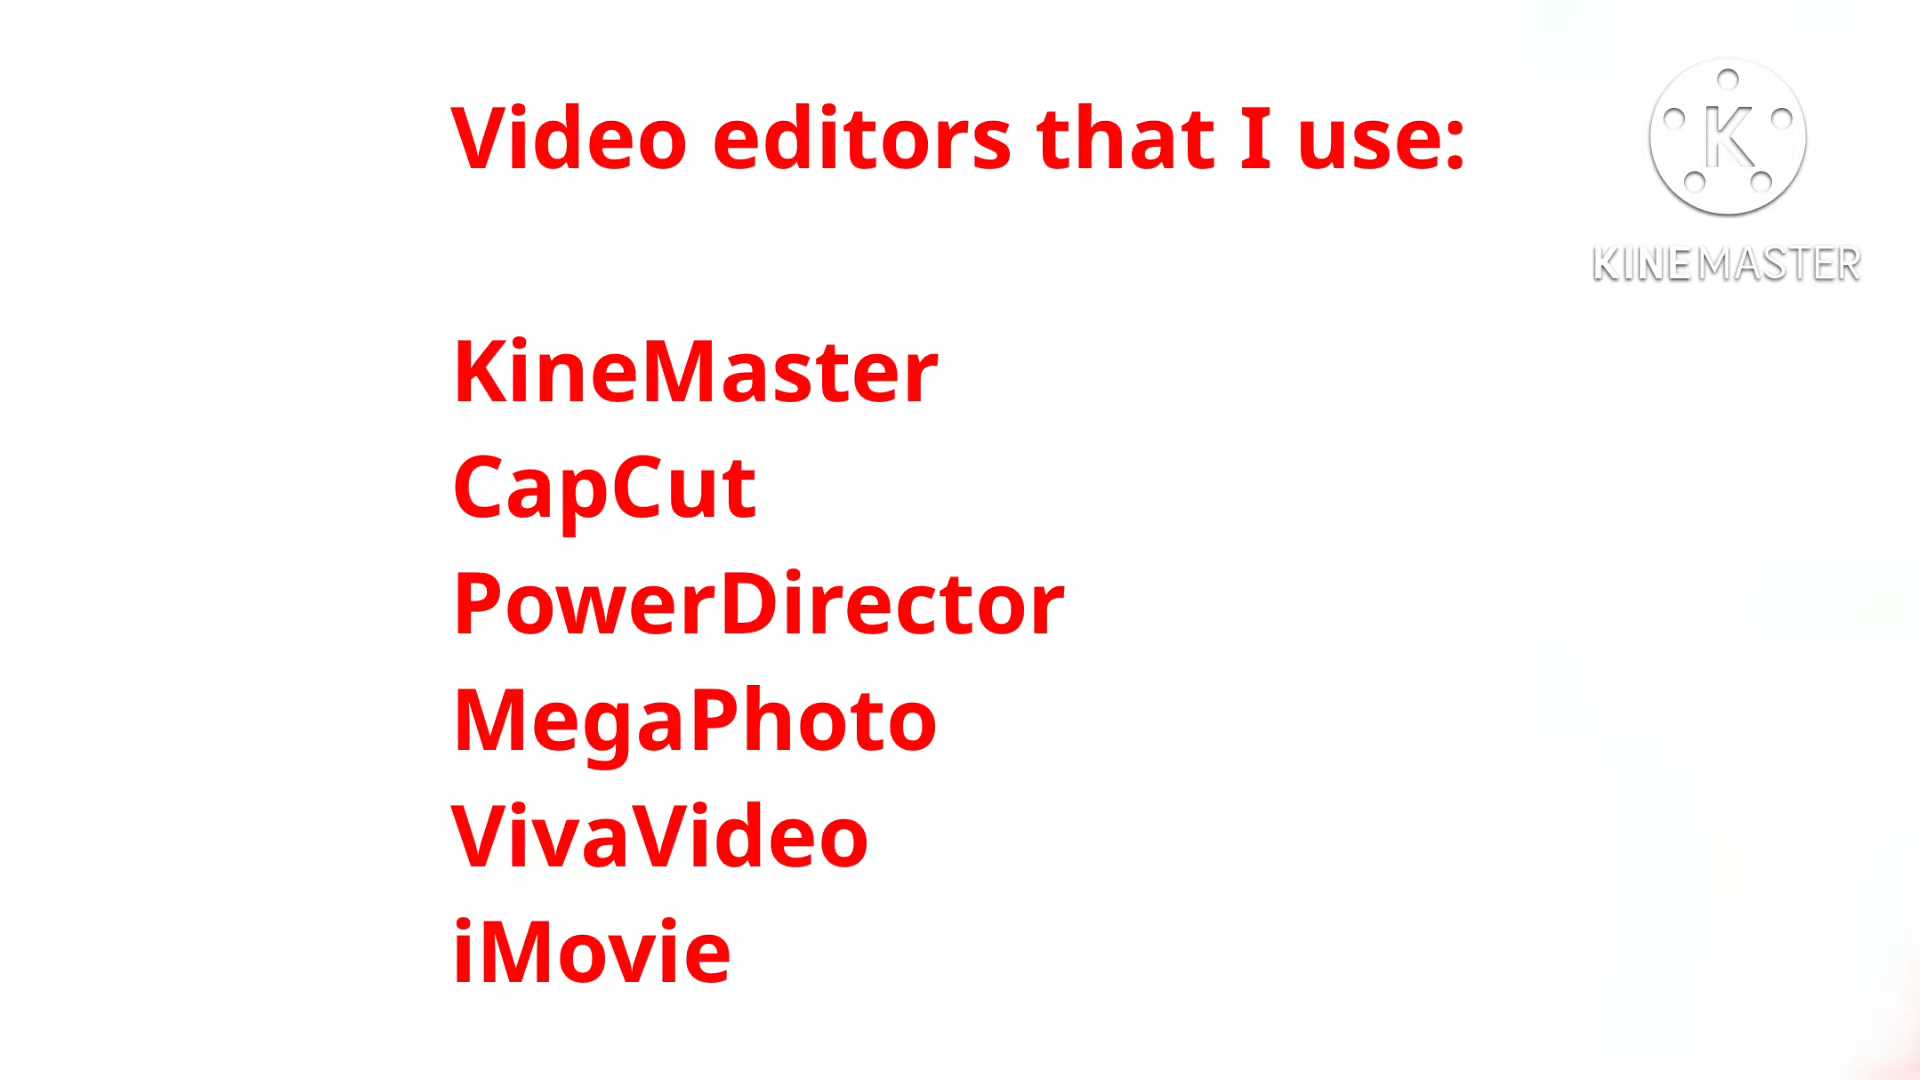 Video editors that I use:
K
KINEMASTER
KineMaster
CapCut
PowerDirector
MegaPhoto
VivaVideo
iMovie